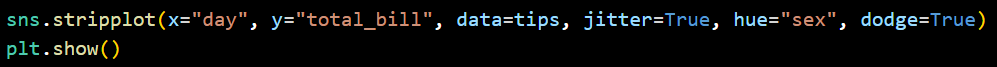 sns.stripplot(x="day", y="total_bill", data=tips, jitter=True, hue="sex", dodge=True)
plt.show()